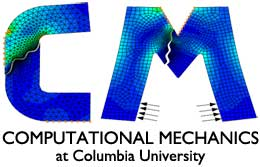 CM
COMPUTATIONAL MECHANICS
at Columbia University